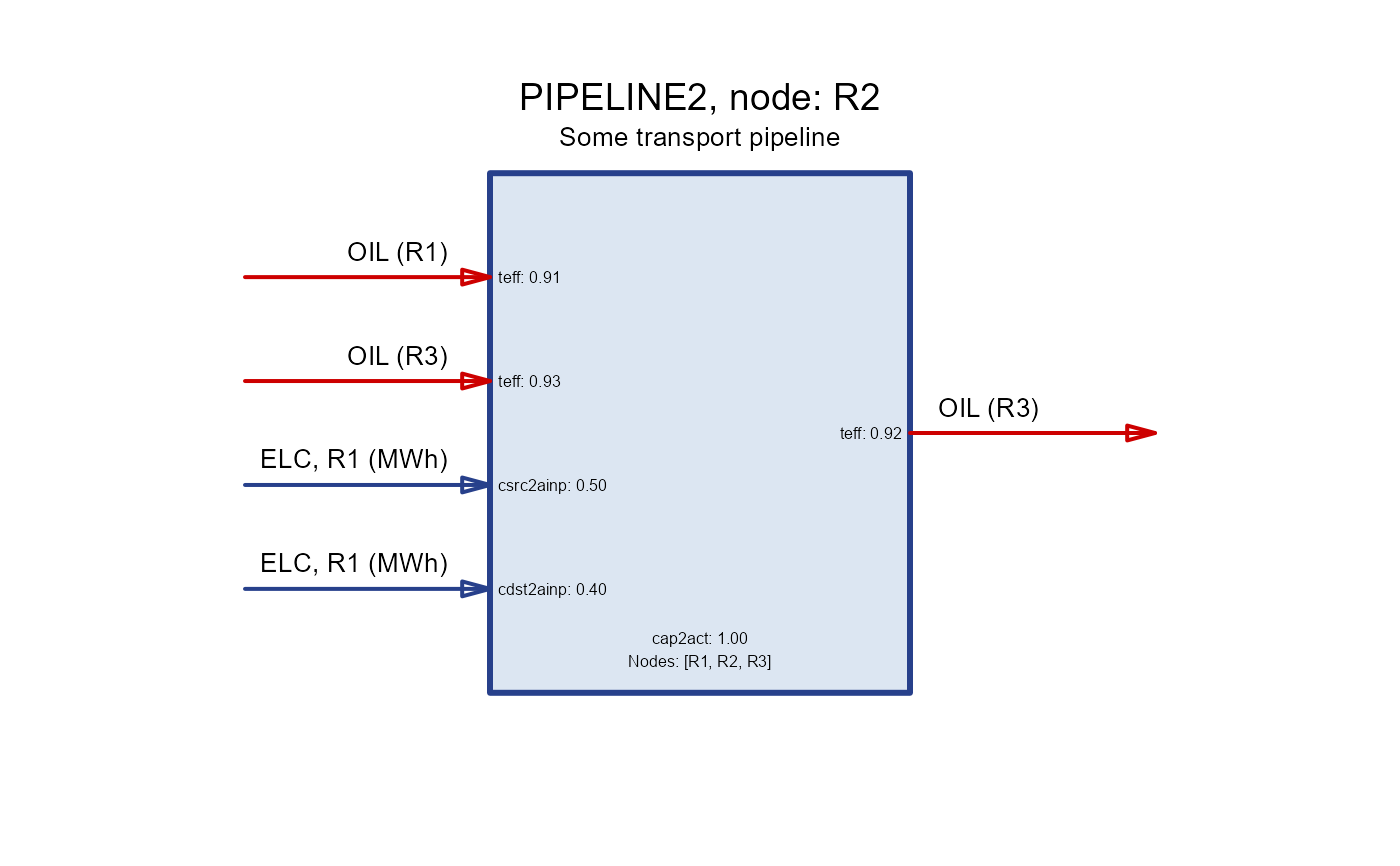 PIPELINE2, node: R2
Some transport pipeline
OIL (R1)
teff: 0.91
OIL (R3)
teff: 0.93
OIL (R3)
teff: 0.92
ELC, R1 (MWh)
csrc2ainp: 0.50
ELC, R1 (MWh)
cdst2ainp: 0.40
cap2act: 1.00
Nodes: [R1, R2, R3]